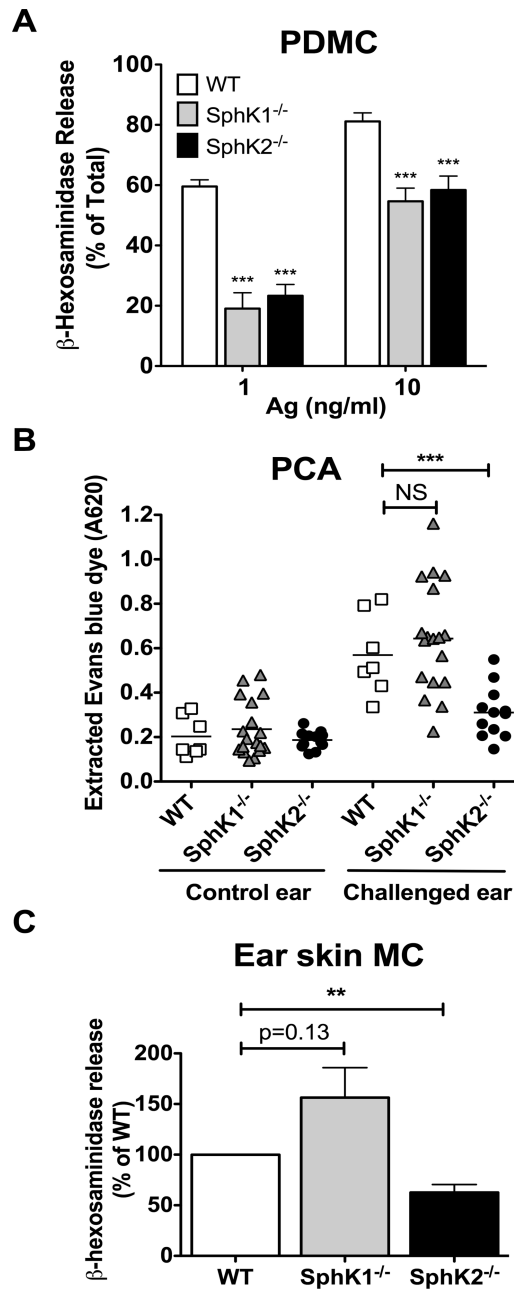 A
PDMC
β-Hexosaminidase Release
(% of Total)
100
80
60
40
20
0
WT
SphK1-/-
SphK2-/-
***
***
***
***
1
10
Ag (ng/ml)
B
PCA
***
NS
Extracted Evans blue dye (A620)
1.2
1.0
0.8
0.6
0.4
0.2
0.0
WT
SphK1-/-
SphK2-/-
WT
SphK1-/-
SphK2-/-
Control ear
Challenged ear
C
Ear skin MC
**
p=0.13
β-hexosaminidase release
(% of WT)
200
150
100
50
0
WT
SphK1-/-
SphK2-/-